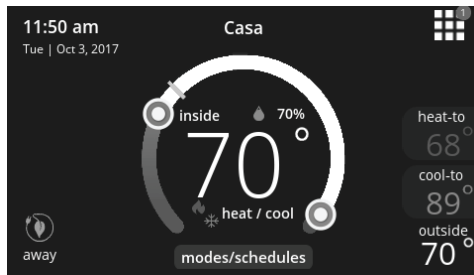 11:50 am
Tue | Oct 3, 2017
Casa
1
inside
70%
70°
heat / cool
modes/schedules
away
heat-to
68°
cool-to
89°
outside
70°